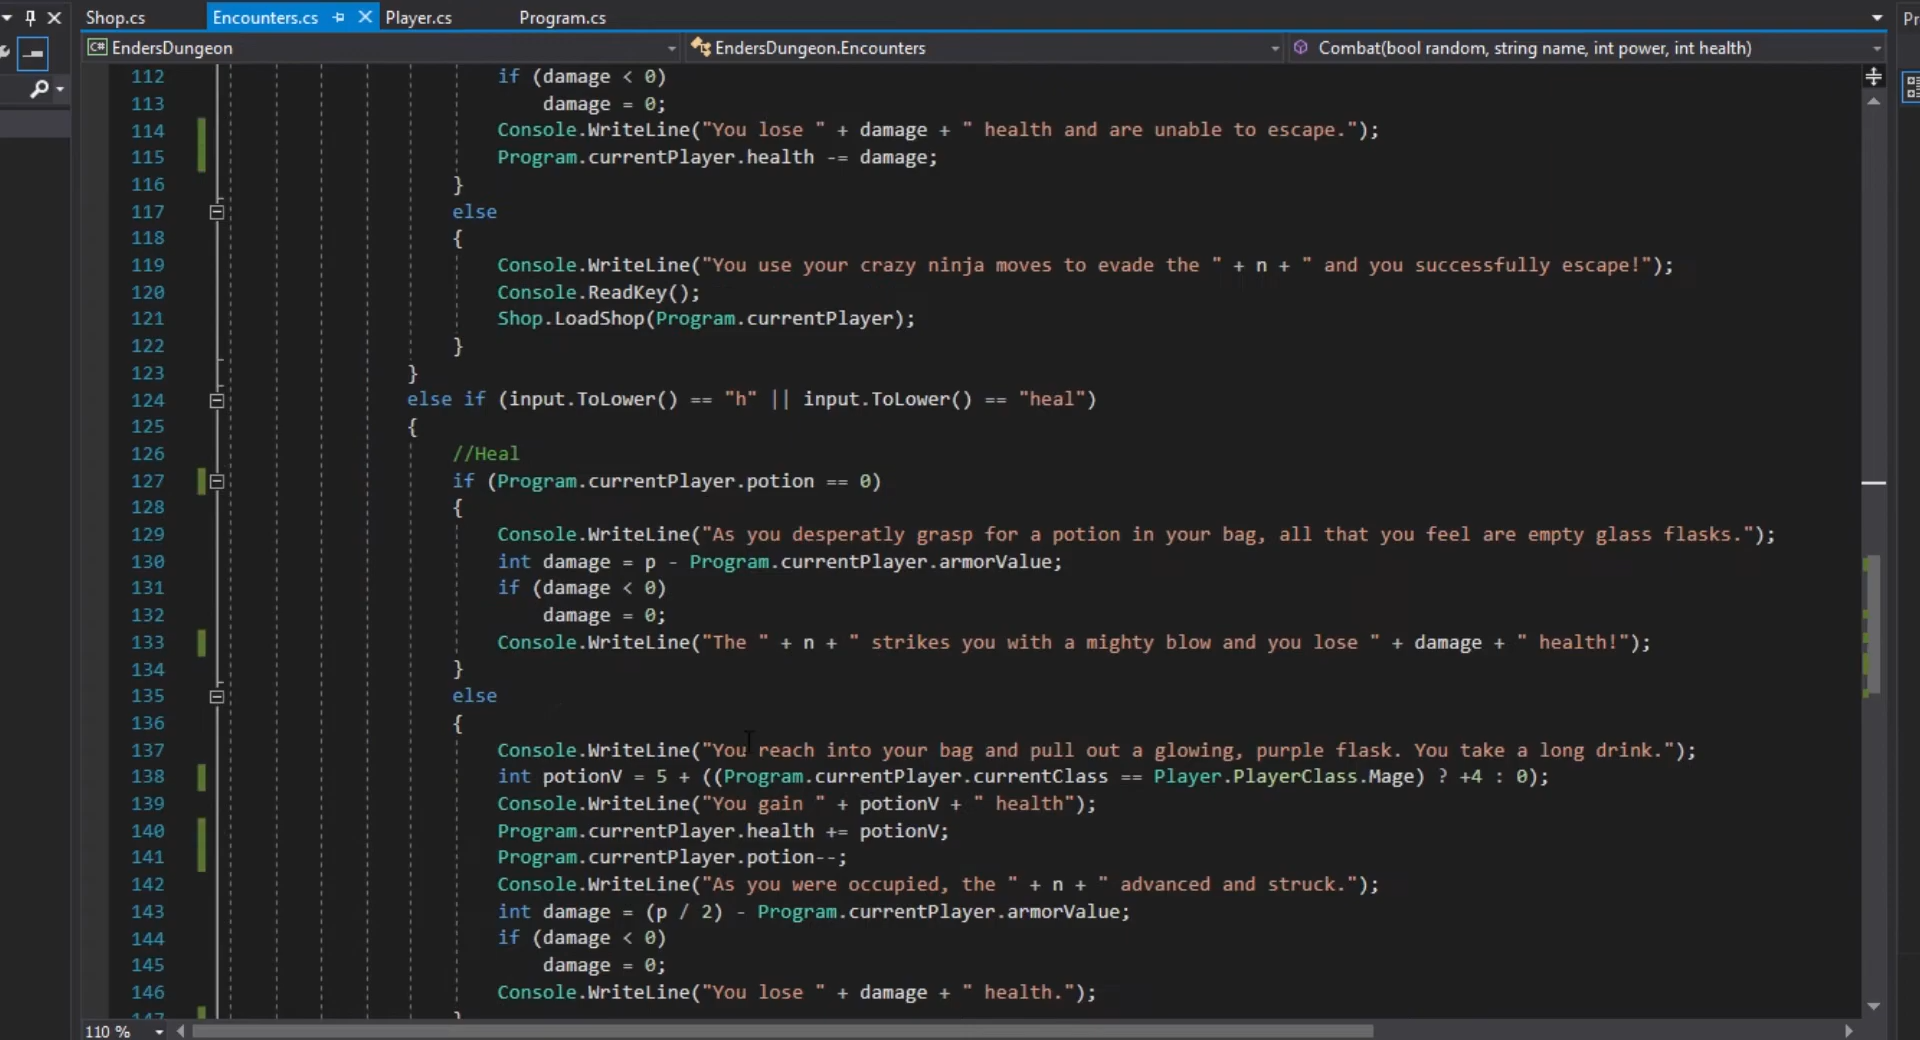 Shop.cs Encounters.cs Player.cs Program.cs Pr
C# EndersDungeon EndersDungeon.Encounters Combat(bool random, string name, int power, int health)
112 if (damage < 0)
113 damage = 0;
114 Console.WriteLine("You lose " + damage + " health and are unable to escape.");
115 Program.currentPlayer.health -= damage;
116 }
117 else
118 {
119 Console.WriteLine("You use your crazy ninja moves to evade the " + n + " and you successfully escape!");
120 Console.ReadKey();
121 Shop.LoadShop(Program.currentPlayer);
122 }
123 }
124 else if (input.ToLower() == "h" || input.ToLower() == "heal")
125 {
126 //Heal
127 if (Program.currentPlayer.potion == 0)
128 {
129 Console.WriteLine("As you desperatly grasp for a potion in your bag, all that you feel are empty glass flasks.");
130 int damage = p - Program.currentPlayer.armorValue;
131 if (damage < 0)
132 damage = 0;
133 Console.WriteLine("The " + n + " strikes you with a mighty blow and you lose " + damage + " health!");
134 }
135 else
136 {
137 Console.WriteLine("You reach into your bag and pull out a glowing, purple flask. You take a long drink.");
138 int potionV = 5 + ((Program.currentPlayer.currentClass == Player.PlayerClass.Mage) ? +4 : 0);
139 Console.WriteLine("You gain " + potionV + " health");
140 Program.currentPlayer.health += potionV;
141 Program.currentPlayer.potion--;
142 Console.WriteLine("As you were occupied, the " + n + " advanced and struck.");
143 int damage = (p / 2) - Program.currentPlayer.armorValue;
144 if (damage < 0)
145 damage = 0;
146 Console.WriteLine("You lose " + damage + " health.");
147 }
110 %